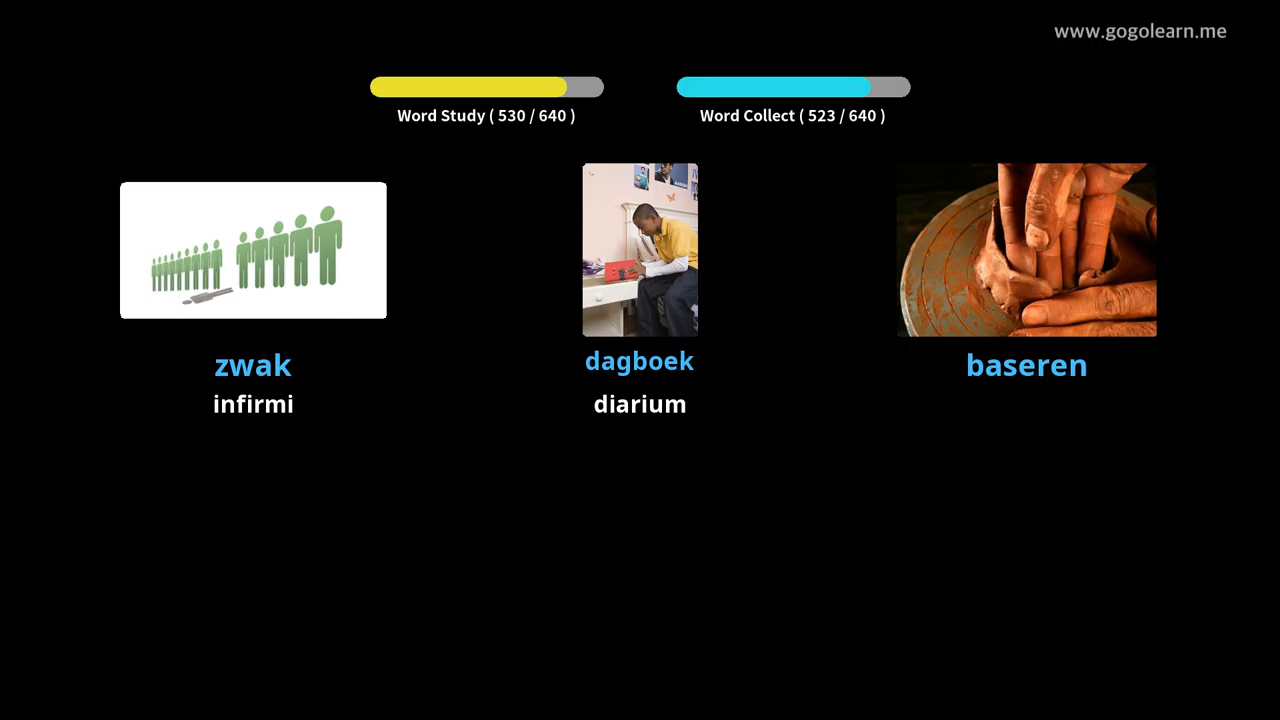 www.gogolearn.me
Word Study ( 530 / 640 )
Word Collect ( 523 / 640 )
zwak
dagboek
baseren
infirmi
diarium